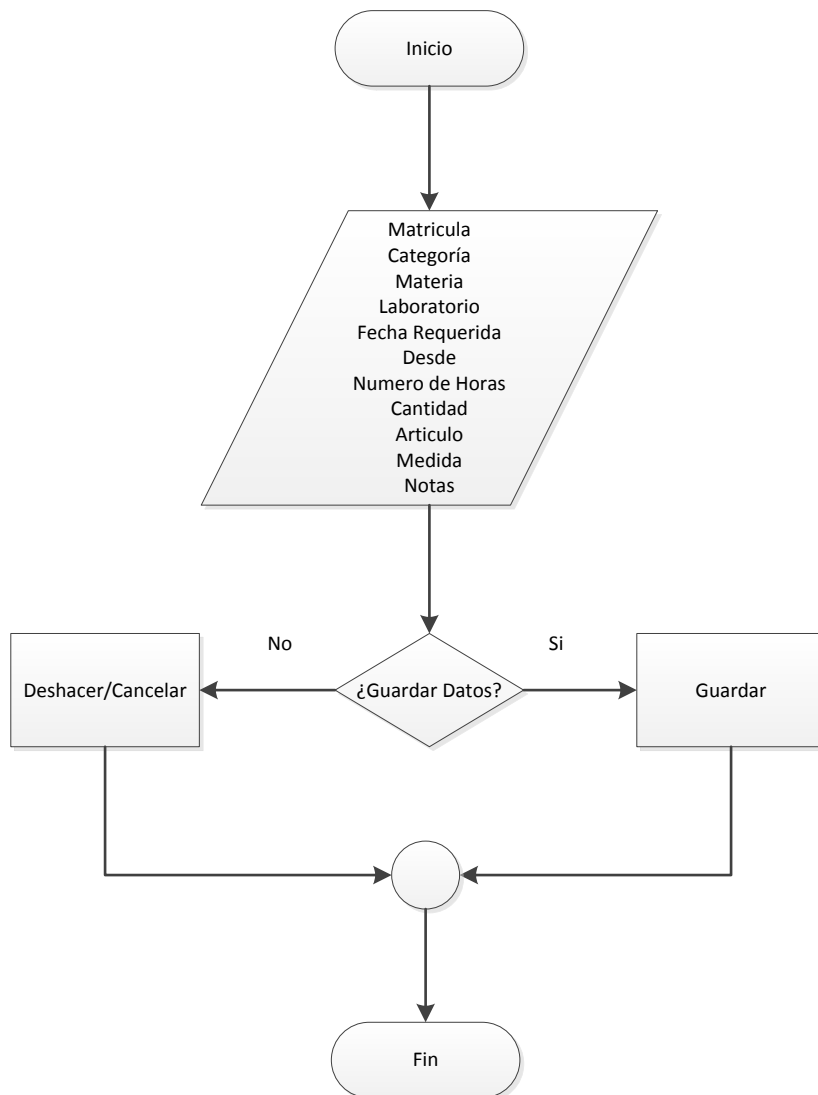 Inicio
Matricula
Categoría
Materia
Laboratorio
Fecha Requerida
Desde
Numero de Horas
Cantidad
Articulo
Medida
Notas
No
Si
Deshacer/Cancelar
¿Guardar Datos?
Guardar
Fin